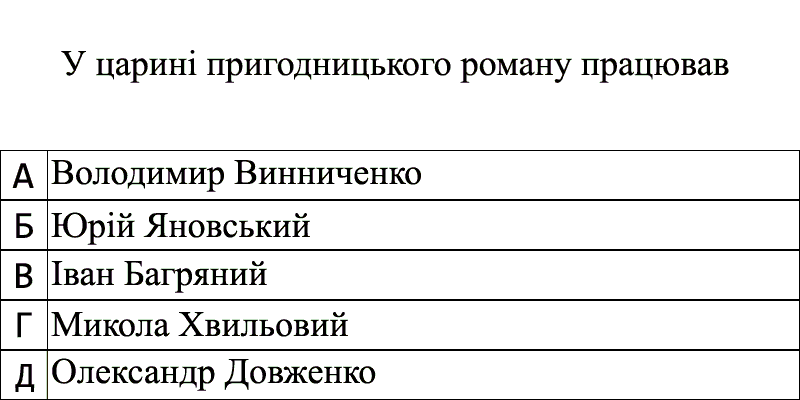 У царині пригодницького роману працював
А Володимир Винниченко
Б Юрій Яновський
В Іван Багряний
Г Микола Хвильовий
Д Олександр Довженко